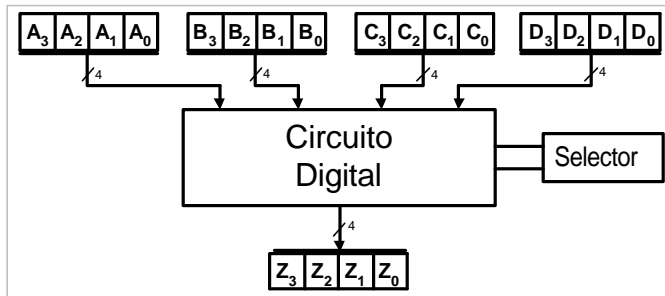 A3 A2 A1 A0 B3 B2 B1 B0 C3 C2 C1 C0 D3 D2 D1 D0
4 4 4 4
Circuito
Digital
Selector
4
Z3 Z2 Z1 Z0